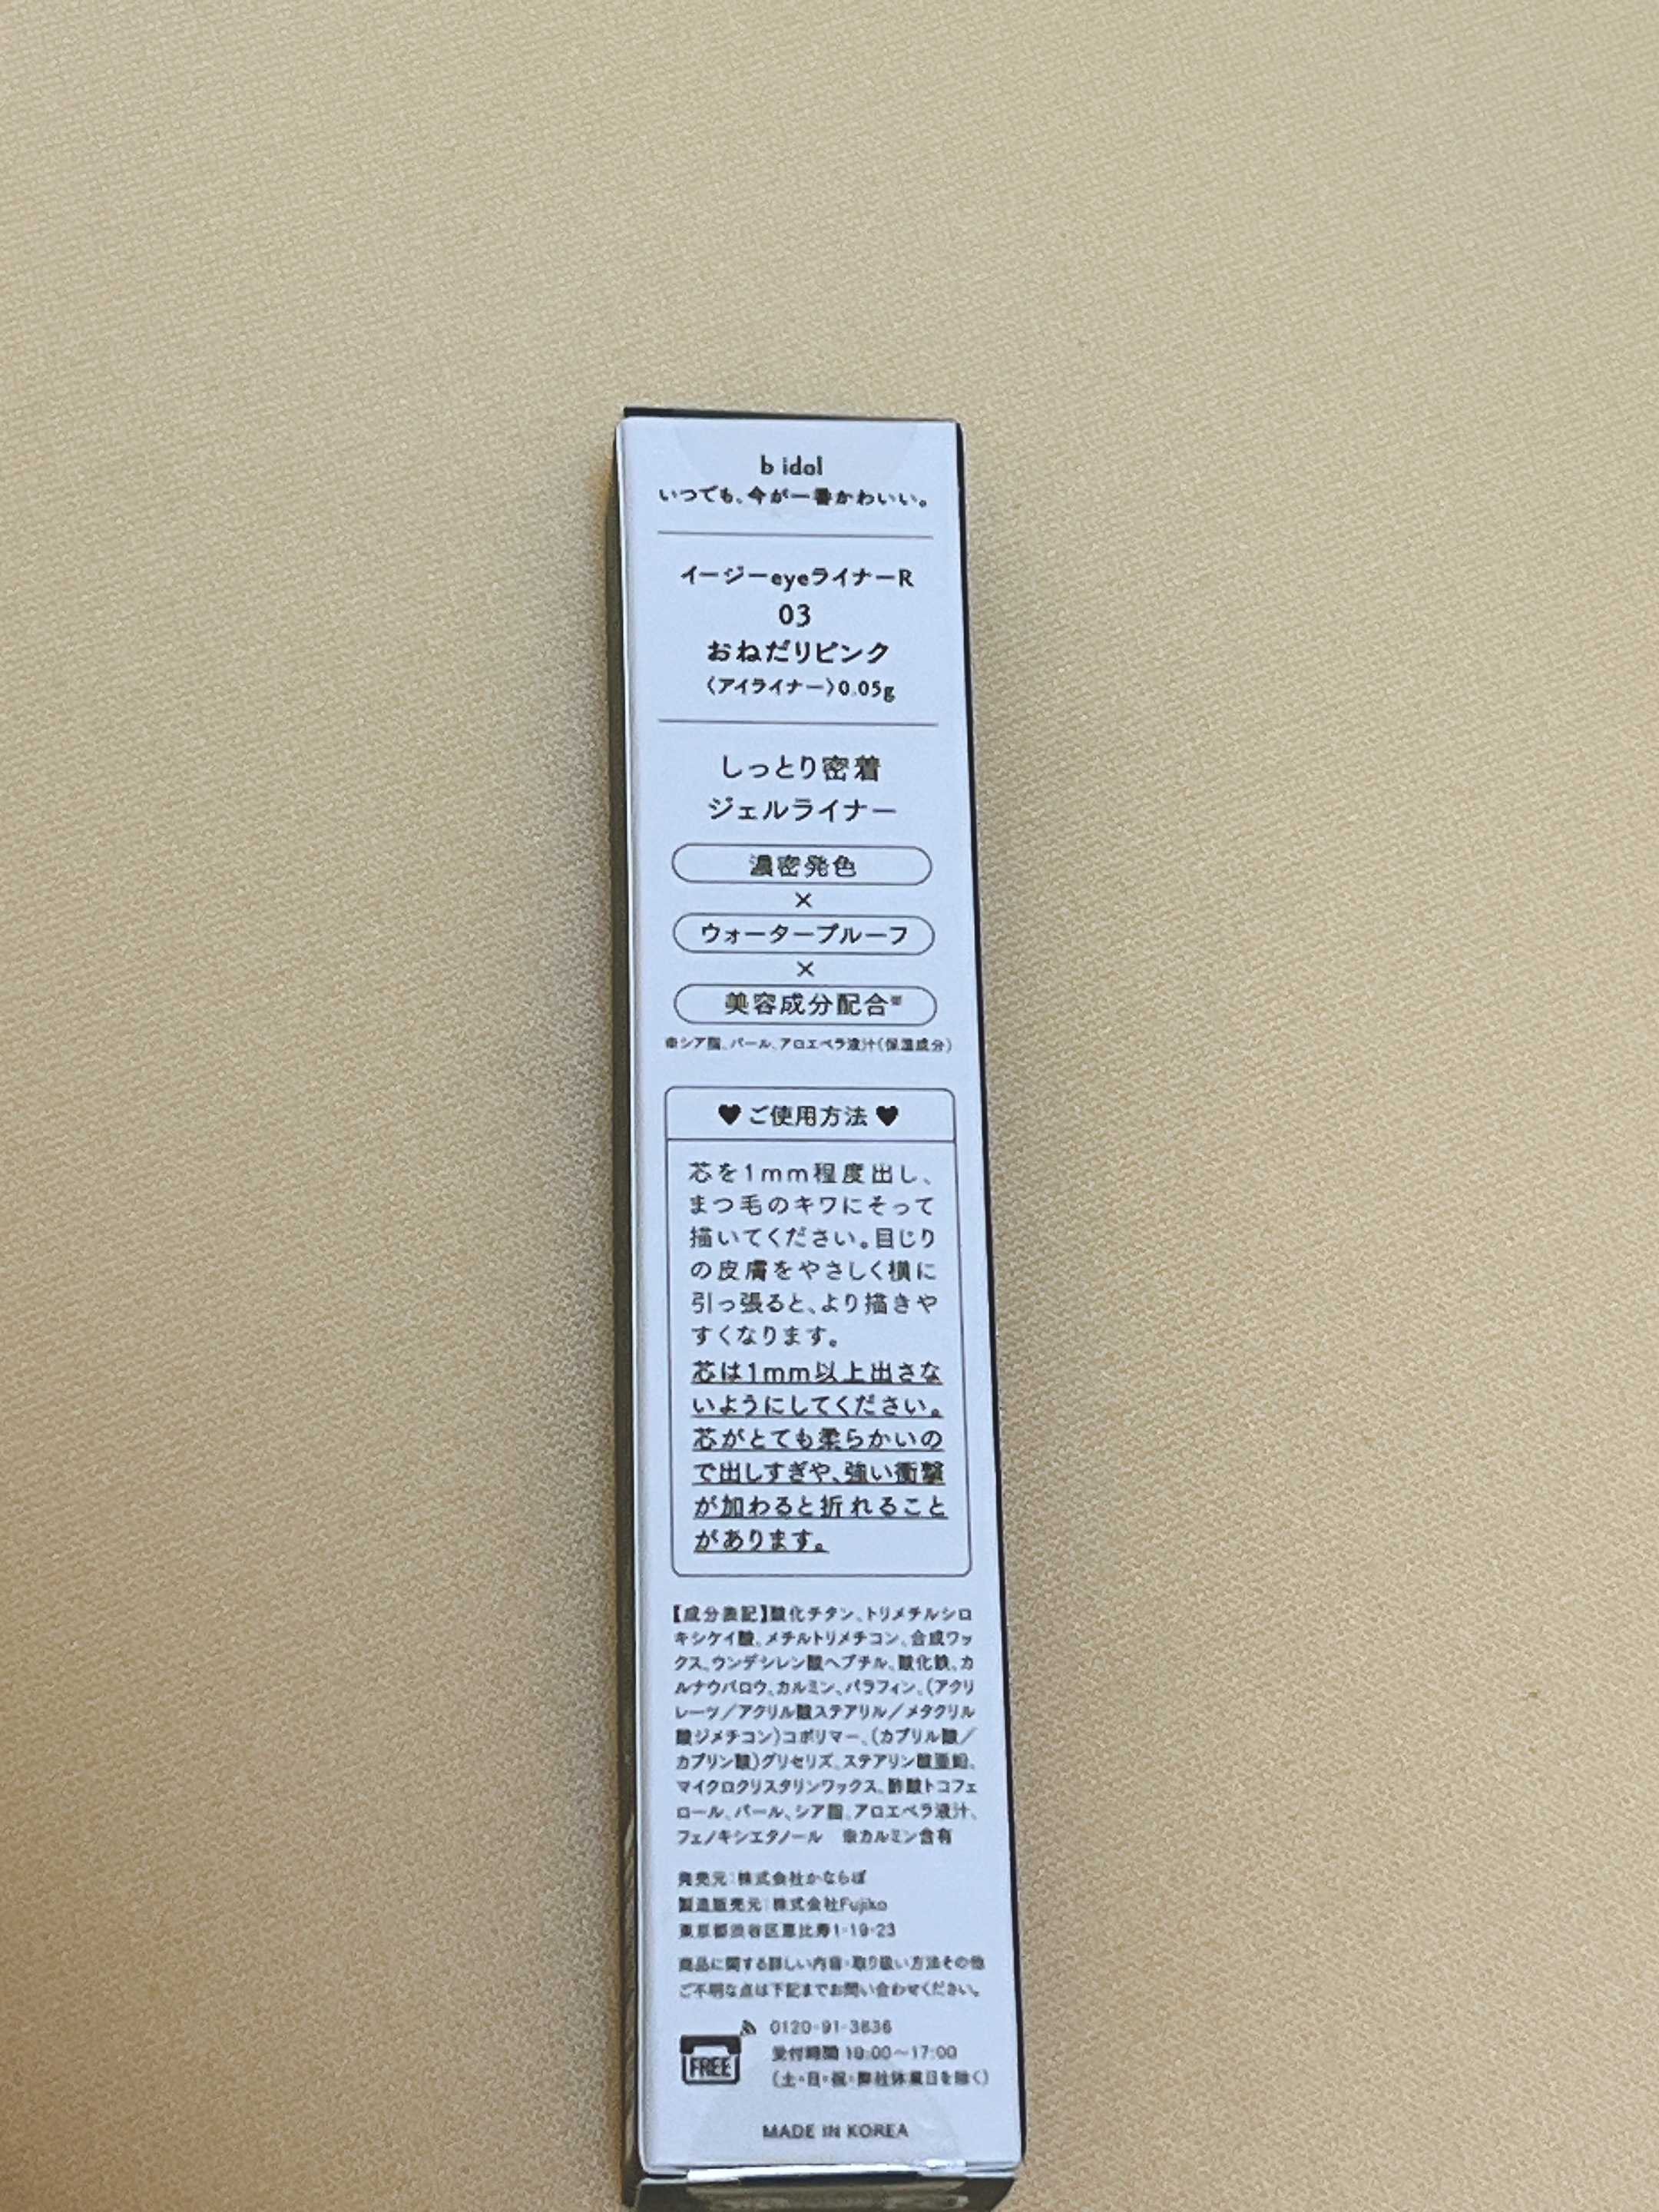 b idol
いつでも、今が一番かわいい。
イージーeyeライナーR
03
おねだりピンク
〈アイライナー〉0.05g
しっとり密着
ジェルライナー
濃密発色
×
ウォータープルーフ
×
美容成分配合※
※シア脂、パール、アロエベラ液汁(保湿成分)
♥ご使用方法♥
芯を1mm程度出し、
まつ毛のキワにそって
描いてください。目じり
の皮膚をやさしく横に
引っ張ると、より描きや
すくなります。
芯は1mm以上出さな
いようにしてください。
芯がとても柔らかいの
で出しすぎや、強い衝撃
が加わると折れること
があります。
【成分表記】酸化チタン、トリメチルシロ
キシケイ酸、メチルトリメチコン、合成ワッ
クス、ウンデシレン酸ヘプチル、酸化鉄、カ
ルナウバロウ、カルミン、パラフィン、(アクリ
レーツ／アクリル酸ステアリル／メタクリル
酸ジメチコン)コポリマー、(カプリル酸／
カプリン酸)グリセリズ、ステアリン酸亜鉛、
マイクロクリスタリンワックス、酢酸トコフェ
ロール、パール、シア脂、アロエベラ液汁、
フェノキシエタノール　※カルミン含有
発売元:株式会社かならぼ
製造販売元:株式会社Fujiko
東京都渋谷区恵比寿1-19-23
商品に関する詳しい内容・取り扱い方法その他
ご不明な点は下記までお問い合わせください。
FREE
0120-91-3836
受付時間 10:00〜17:00
(土・日・祝・弊社休業日を除く)
MADE IN KOREA